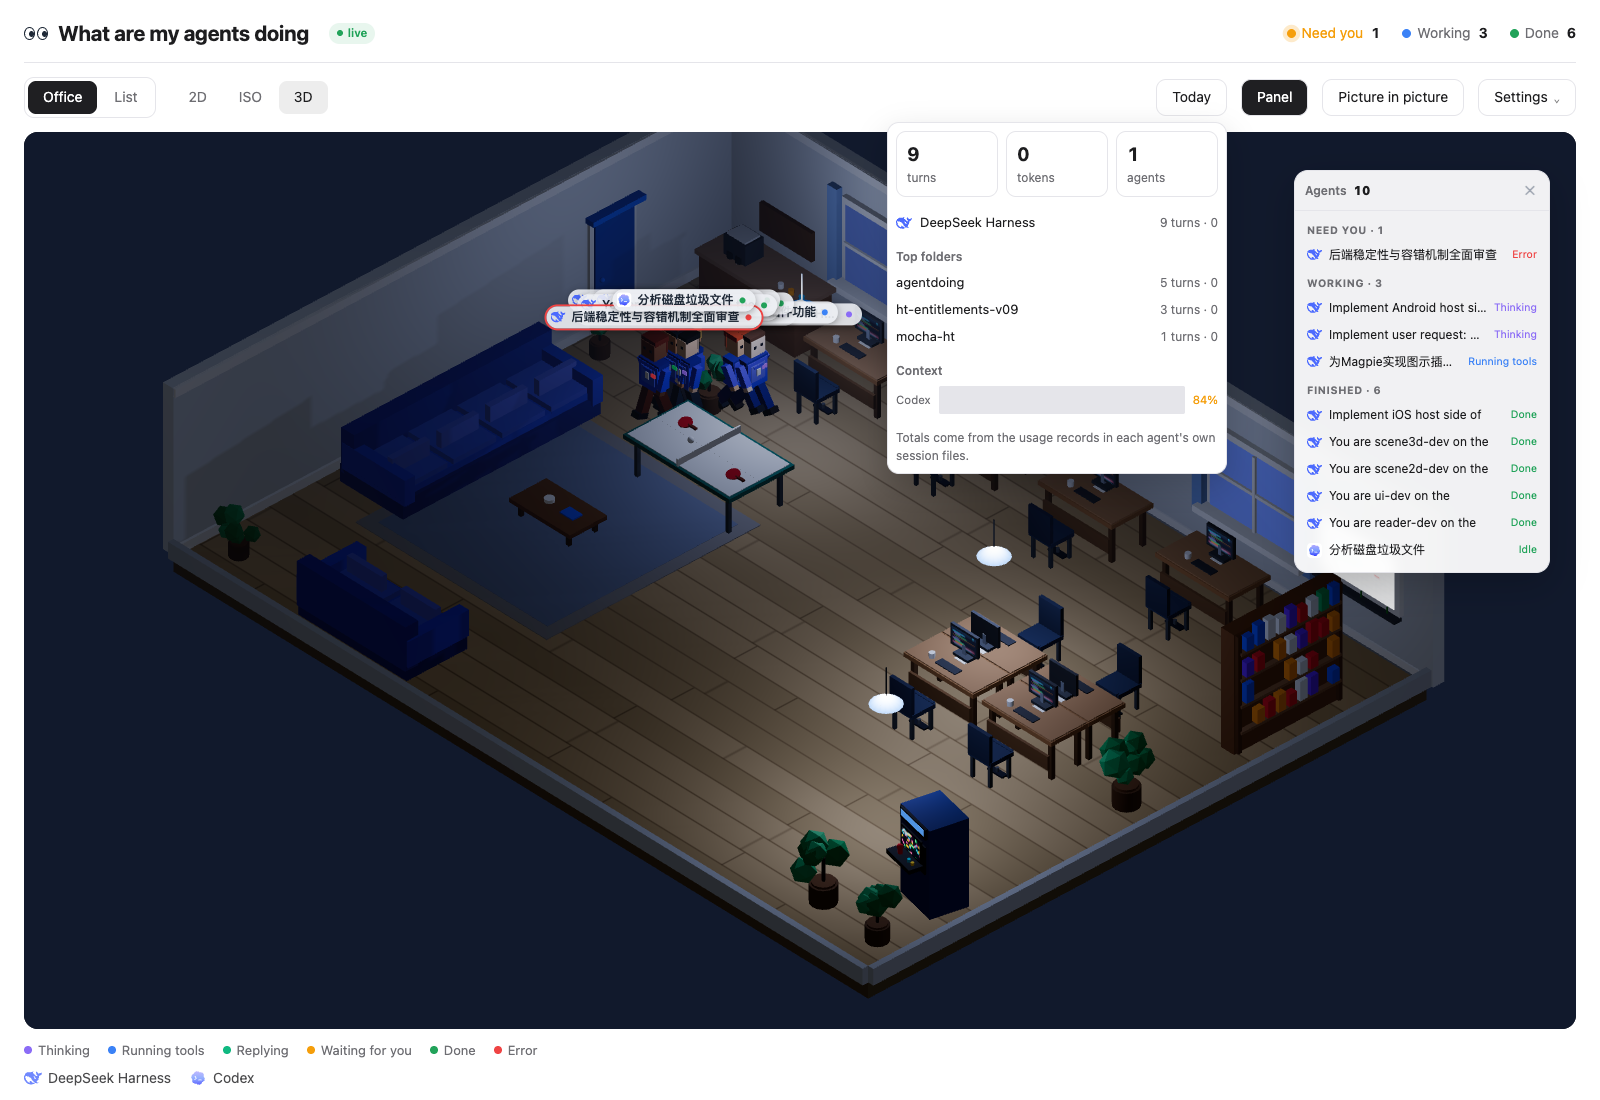 What are my agents doing
live
Need you 1
Working 3
Done 6
Office
List
2D
ISO
3D
Today
Panel
Picture in picture
Settings
9
turns
0
tokens
1
agents
DeepSeek Harness
9 turns · 0
Top folders
agentdoing
5 turns · 0
ht-entitlements-v09
3 turns · 0
mocha-ht
1 turns · 0
Context
Codex
84%
Totals come from the usage records in each agent's own
session files.
Agents 10
NEED YOU · 1
后端稳定性与容错机制全面审查
Error
WORKING · 3
Implement Android host si...
Thinking
Implement user request: ...
Thinking
为Magpie实现图示插...
Running tools
FINISHED · 6
Implement iOS host side of
Done
You are scene3d-dev on the
Done
You are scene2d-dev on the
Done
You are ui-dev on the
Done
You are reader-dev on the
Done
分析磁盘垃圾文件
Idle
分析磁盘垃圾文件
功能
后端稳定性与容错机制全面审查
Thinking
Running tools
Replying
Waiting for you
Done
Error
DeepSeek Harness
Codex